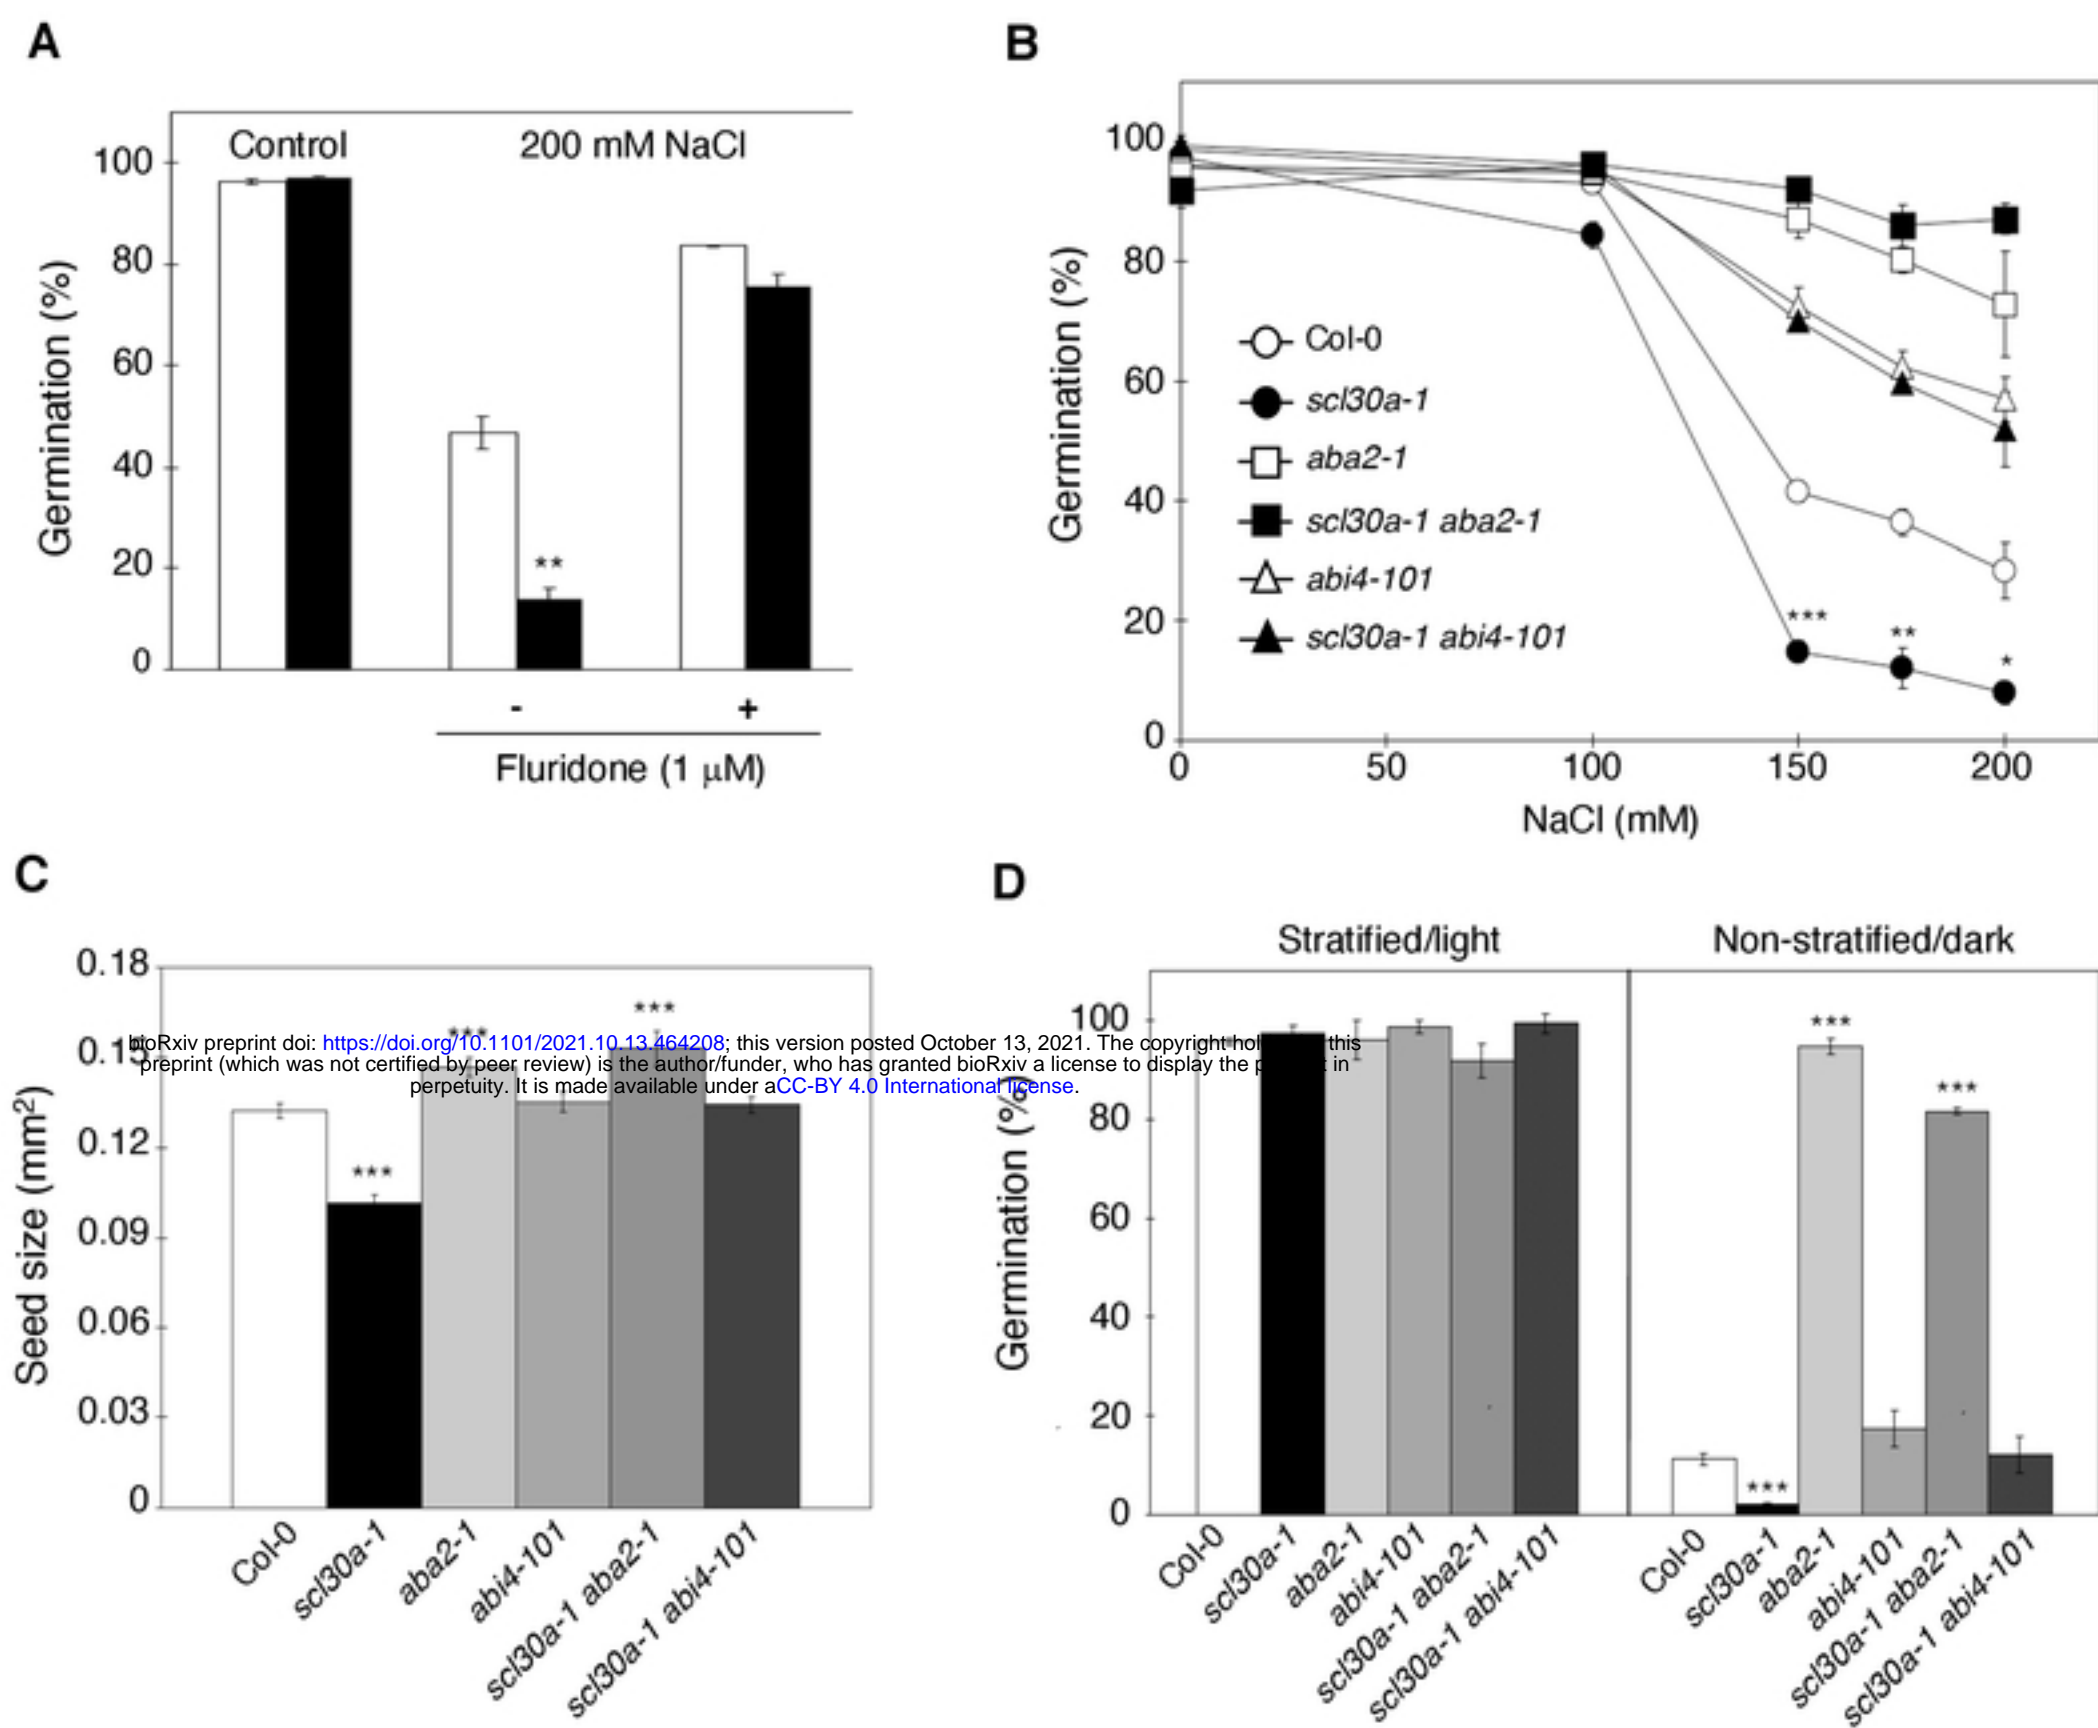 A
Control 200 mM NaCl
100
80
60
40
20
0
Germination (%)
**
- +
Fluridone (1 μM)
B
100
80
60
40
20
0
Germination (%)
Col-0
scl30a-1
aba2-1
scl30a-1 aba2-1
abi4-101
scl30a-1 abi4-101
***
**
*
0 50 100 150 200
NaCl (mM)
C
0.18
0.15
0.12
0.09
0.06
0.03
0
Seed size (mm2)
***
***
***
bioRxiv preprint doi: https://doi.org/10.1101/2021.10.13.464208; this version posted October 13, 2021. The copyright hol this
preprint (which was not certified by peer review) is the author/funder, who has granted bioRxiv a license to display the p in
perpetuity. It is made available under aCC-BY 4.0 International license.
Col-0
scl30a-1
aba2-1
abi4-101
scl30a-1 aba2-1
scl30a-1 abi4-101
D
Stratified/light Non-stratified/dark
100
80
60
40
20
0
Germination (%)
***
***
***
Col-0
scl30a-1
aba2-1
abi4-101
scl30a-1 aba2-1
scl30a-1 abi4-101
Col-0
scl30a-1
aba2-1
abi4-101
scl30a-1 aba2-1
scl30a-1 abi4-101